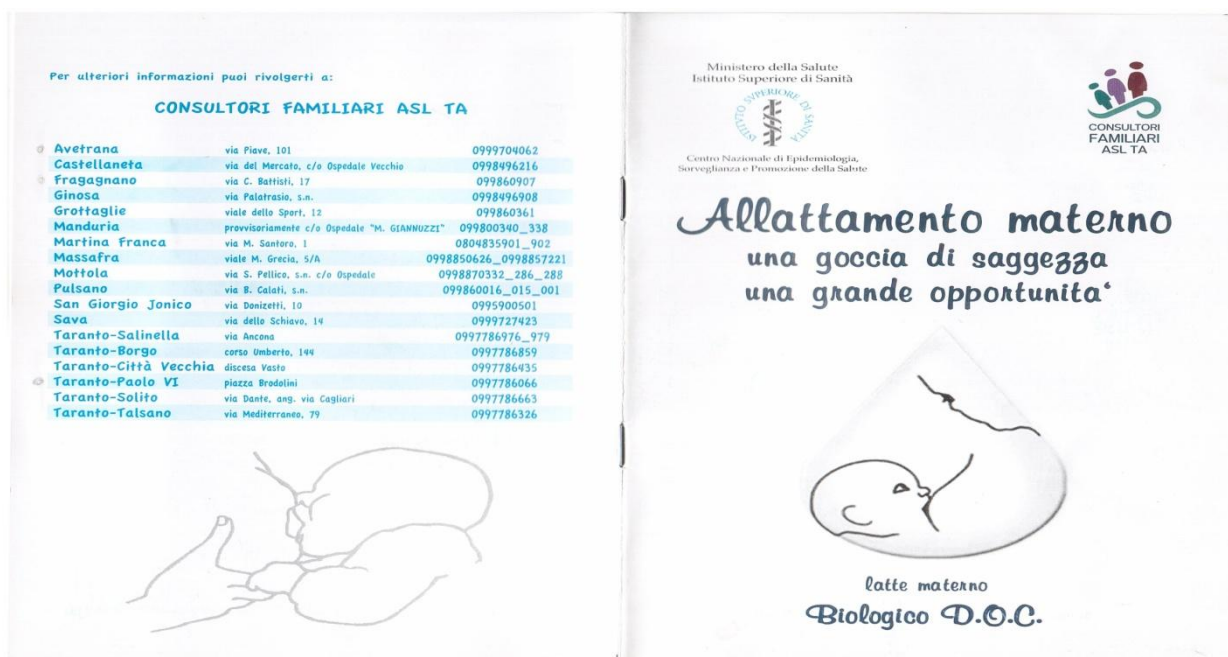 Per ulteriori informazioni puoi rivolgerti a:
CONSULTORI FAMILIARI ASL TA
Avetrana via Piave, 101 0999704062
Castellaneta via del Mercato, c/o Ospedale Vecchio 0998496216
Fragagnano via C. Battisti, 17 099860907
Ginosa via Palatrasio, s.n. 0998496908
Grottaglie viale dello Sport, 12 099860361
Manduria provvisoriamente c/o Ospedale "M. GIANNUZZI" 099800340_338
Martina Franca via M. Santoro, 1 0804835901_902
Massafra viale M. Grecia, 5/A 0998850626_0998857221
Mottola via S. Pellico, s.n. c/o Ospedale 0998870332_286_288
Pulsano via B. Calati, s.n. 099860016_015_001
San Giorgio Jonico via Donizetti, 10 0995900501
Sava via dello Schiavo, 14 0999727423
Taranto-Salinella via Ancona 0997786976_979
Taranto-Borgo corso Umberto, 144 0997786859
Taranto-Città Vecchia discesa Vasto 0997786435
Taranto-Paolo VI piazza Brodolini 0997786066
Taranto-Solito via Dante, ang. via Cagliari 0997786663
Taranto-Talsano via Mediterraneo, 79 0997786326
Ministero della Salute
Istituto Superiore di Sanità
ISTITUTO SUPERIORE DI SANITÀ
Centro Nazionale di Epidemiologia,
Sorveglianza e Promozione della Salute
CONSULTORI
FAMILIARI
ASL TA
Allattamento materno
una goccia di saggezza
una grande opportunita'
latte materno
Biologico D.O.C.